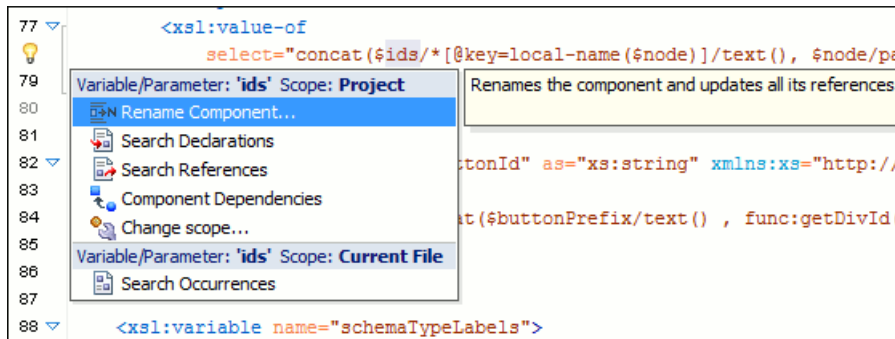 77 <xsl:value-of
select="concat($ids/*[@key=local-name($node)]/text(), $node/pa
79 Variable/Parameter: 'ids' Scope: Project
Renames the component and updates all its references
80 Rename Component...
81 Search Declarations
82 Search References
ttonId" as="xs:string" xmlns:xs="http:/
83 Component Dependencies
84 Change scope...
at($buttonPrefix/text() , func:getDivId
85 Variable/Parameter: 'ids' Scope: Current File
86 Search Occurrences
87
88 <xsl:variable name="schemaTypeLabels">